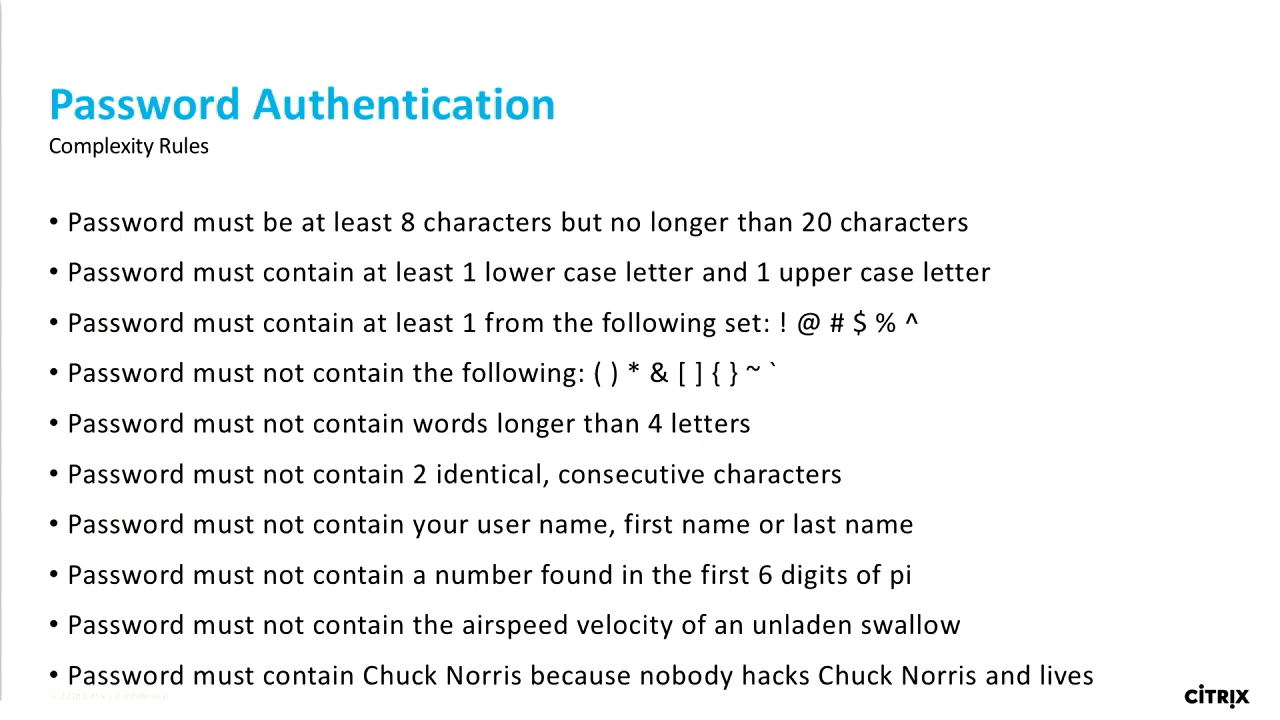 Password Authentication
Complexity Rules
• Password must be at least 8 characters but no longer than 20 characters
• Password must contain at least 1 lower case letter and 1 upper case letter
• Password must contain at least 1 from the following set: ! @ # $ % ^
• Password must not contain the following: ( ) * & [ ] { } ~ `
• Password must not contain words longer than 4 letters
• Password must not contain 2 identical, consecutive characters
• Password must not contain your user name, first name or last name
• Password must not contain a number found in the first 6 digits of pi
• Password must not contain the airspeed velocity of an unladen swallow
• Password must contain Chuck Norris because nobody hacks Chuck Norris and lives
© 2018 Citrix | Confidential
CITRIX